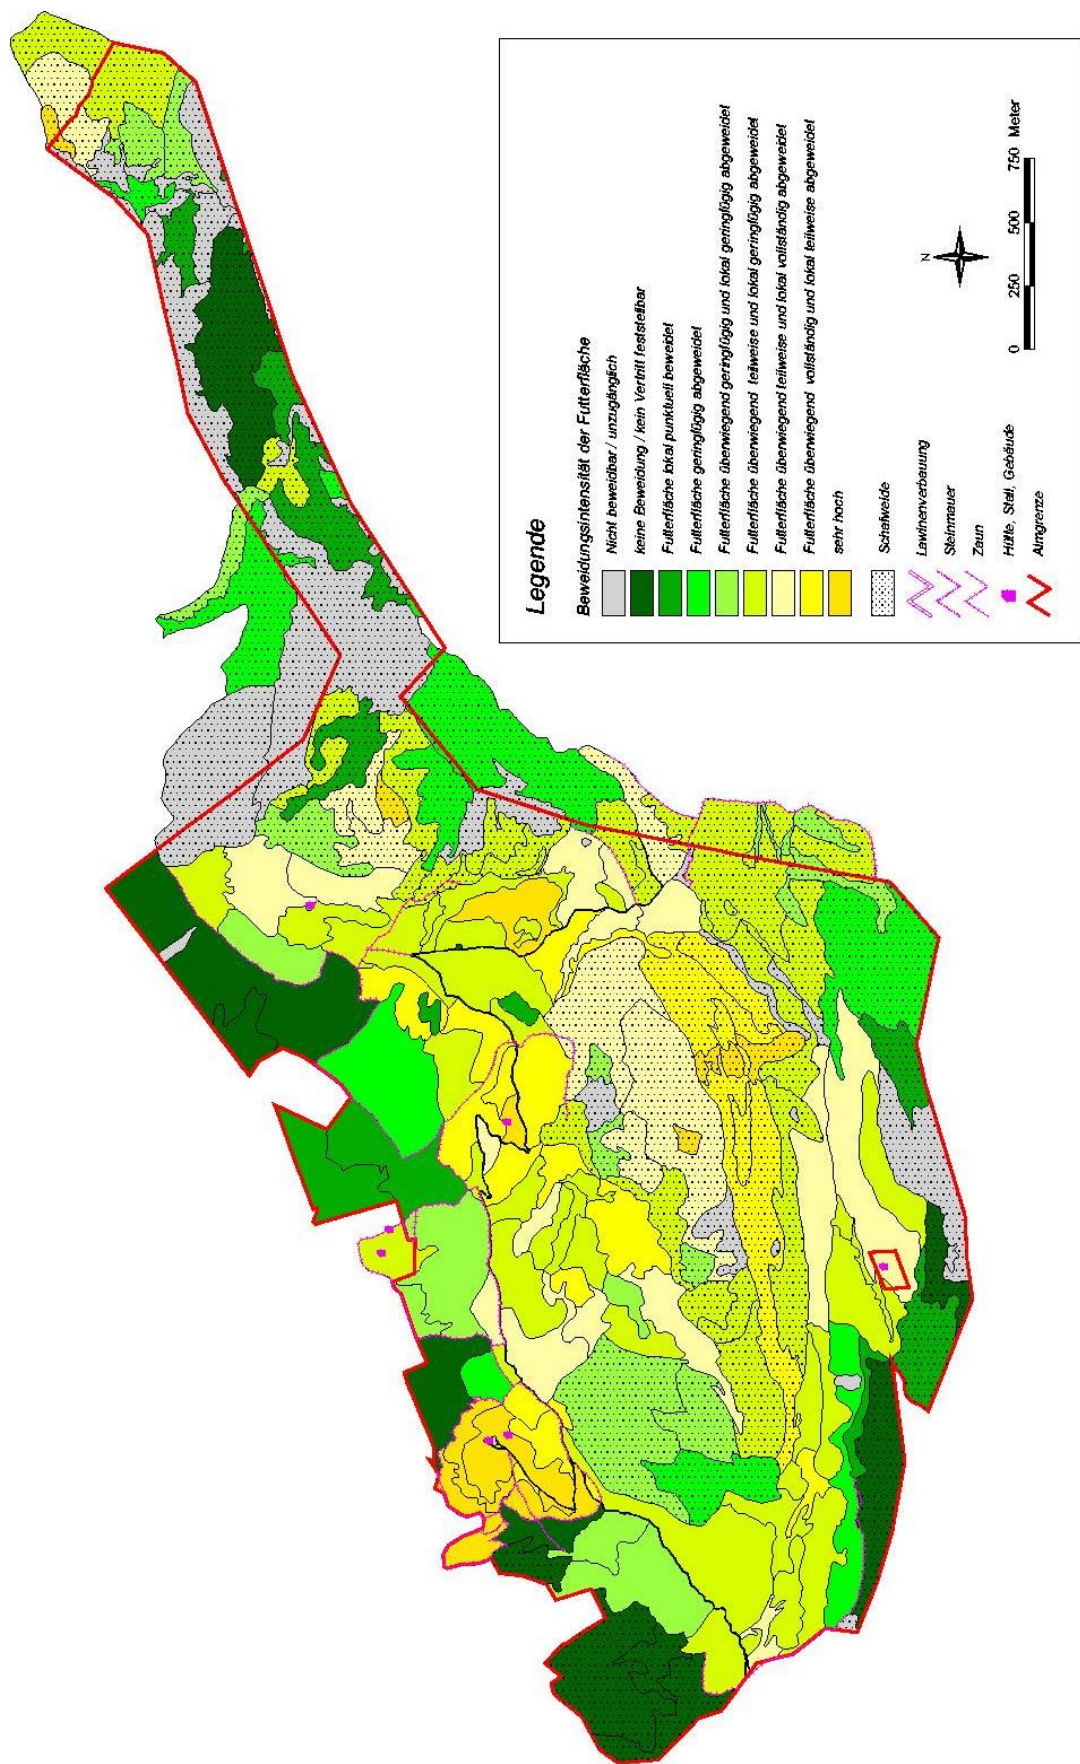 Legende
Beweidungsintensität der Futterfläche
Nicht beweidbar / unzugänglich
keine Beweidung / kein Vertritt feststellbar
Futterfläche lokal punktuell beweidet
Futterfläche geringfügig abgeweidet
Futterfläche überwiegend geringfügig und lokal geringfügig abgeweidet
Futterfläche überwiegend teilweise und lokal geringfügig abgeweidet
Futterfläche überwiegend teilweise und lokal vollständig abgeweidet
Futterfläche überwiegend vollständig und lokal teilweise abgeweidet
sehr hoch
Schafweide
Lawinenverbauung
Steinmauer
Zaun
Hütte, Stall, Gebäude
Almgrenze
N
0 250 500 750 Meter